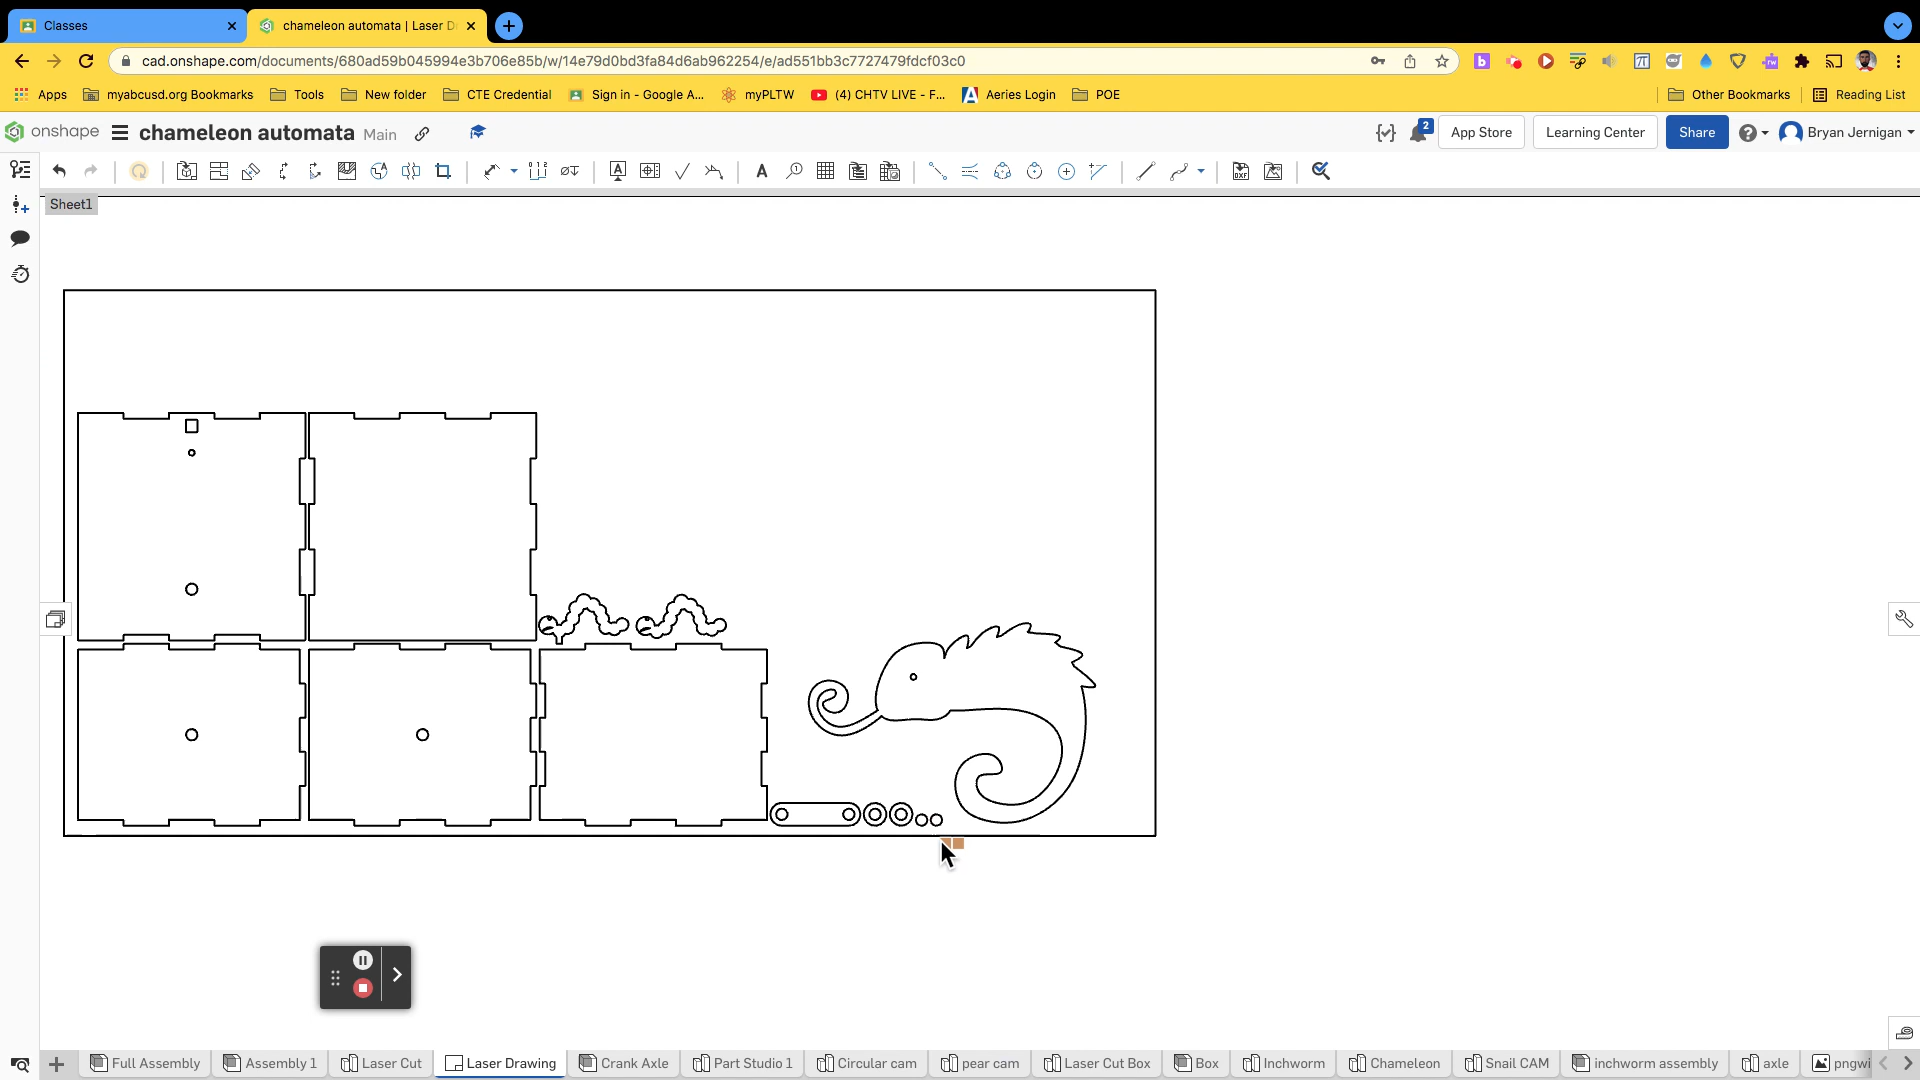 Classes
chameleon automata | Laser D
cad.onshape.com/documents/680ad59b045994e3b706e85b/w/14e79d0bd3fa84d6ab962254/e/ad551bb3c7727479fdcf03c0
Apps myabcusd.org Bookmarks Tools New folder CTE Credential Sign in - Google A... myPLTW (4) CHTV LIVE - F... Aeries Login POE Other Bookmarks Reading List
onshape chameleon automata Main 2 App Store Learning Center Share Bryan Jernigan
Sheet1
Full Assembly Assembly 1 Laser Cut Laser Drawing Crank Axle Part Studio 1 Circular cam pear cam Laser Cut Box Box Inchworm Chameleon Snail CAM inchworm assembly axle pngwi